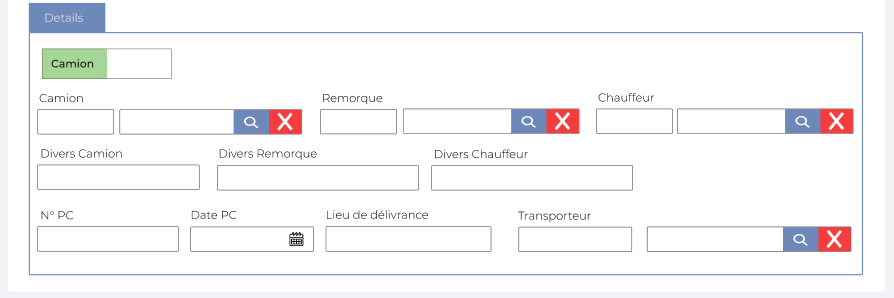 Details
Camion
Camion Remorque Chauffeur
Divers Camion Divers Remorque Divers Chauffeur
N° PC Date PC Lieu de délivrance Transporteur